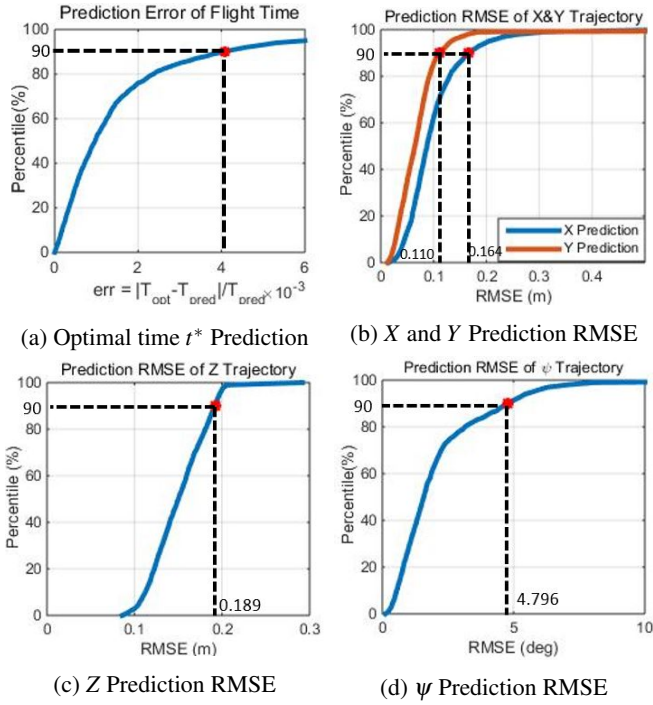 Prediction Error of Flight Time
100
90
80
60
40
20
0
Percentile(%)
0 2 4 6
err = |T_opt-T_pred|/T_pred ×10^-3
(a) Optimal time t* Prediction
Prediction RMSE of X&Y Trajectory
100
90
80
60
40
20
0
Percentile(%)
0.110
0.164
X Prediction
Y Prediction
0 0.1 0.2 0.4
RMSE (m)
(b) X and Y Prediction RMSE
Prediction RMSE of Z Trajectory
100
90
80
60
40
20
0
Percentile (%)
0.189
0 0.1 0.2 0.3
RMSE (m)
(c) Z Prediction RMSE
Prediction RMSE of ψ Trajectory
100
90
80
60
40
20
0
Percentile(%)
4.796
0 5 10
RMSE (deg)
(d) ψ Prediction RMSE